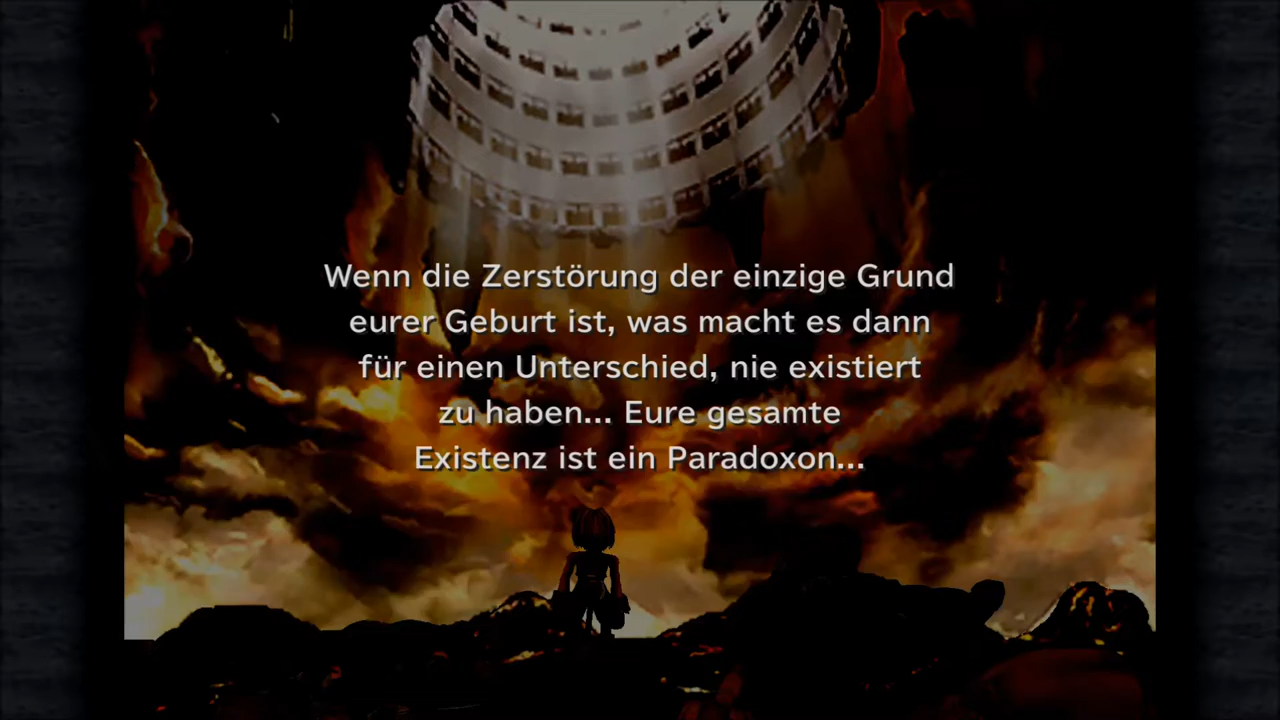 Wenn die Zerstörung der einzige Grund
eurer Geburt ist, was macht es dann
für einen Unterschied, nie existiert
zu haben... Eure gesamte
Existenz ist ein Paradoxon...